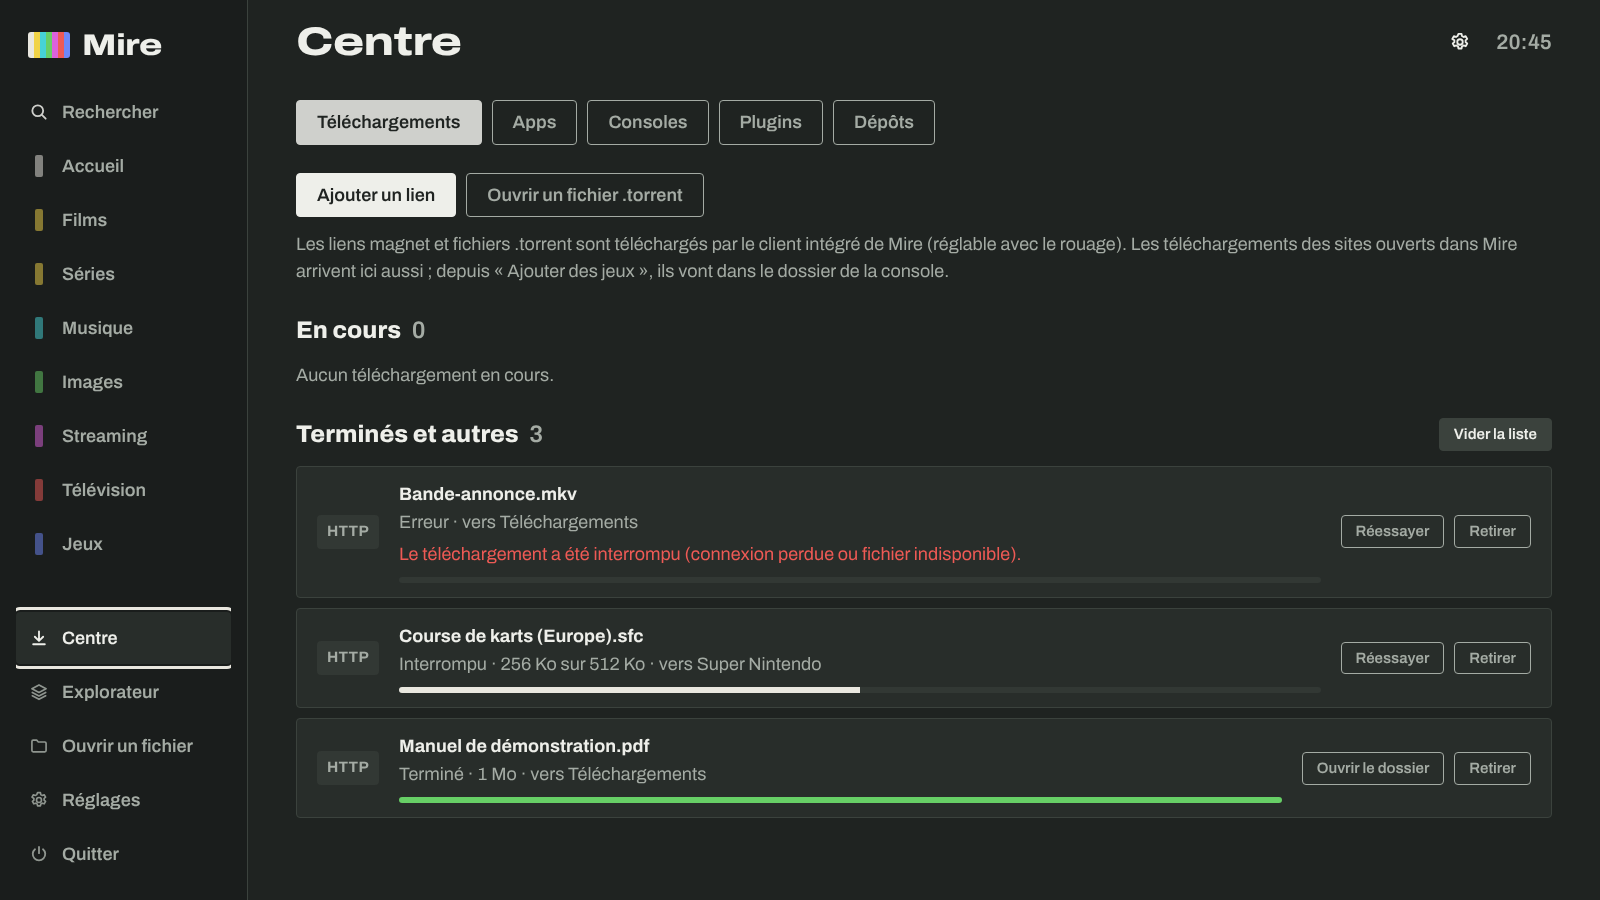 Mire
Rechercher
Accueil
Films
Séries
Musique
Images
Streaming
Télévision
Jeux
Centre
Explorateur
Ouvrir un fichier
Réglages
Quitter
Centre
20:45
Téléchargements
Apps
Consoles
Plugins
Dépôts
Ajouter un lien
Ouvrir un fichier .torrent
Les liens magnet et fichiers .torrent sont téléchargés par le client intégré de Mire (réglable avec le rouage). Les téléchargements des sites ouverts dans Mire
arrivent ici aussi ; depuis « Ajouter des jeux », ils vont dans le dossier de la console.
En cours 0
Aucun téléchargement en cours.
Terminés et autres 3
Vider la liste
HTTP
Bande-annonce.mkv
Erreur · vers Téléchargements
Le téléchargement a été interrompu (connexion perdue ou fichier indisponible).
Réessayer
Retirer
HTTP
Course de karts (Europe).sfc
Interrompu · 256 Ko sur 512 Ko · vers Super Nintendo
Réessayer
Retirer
HTTP
Manuel de démonstration.pdf
Terminé · 1 Mo · vers Téléchargements
Ouvrir le dossier
Retirer